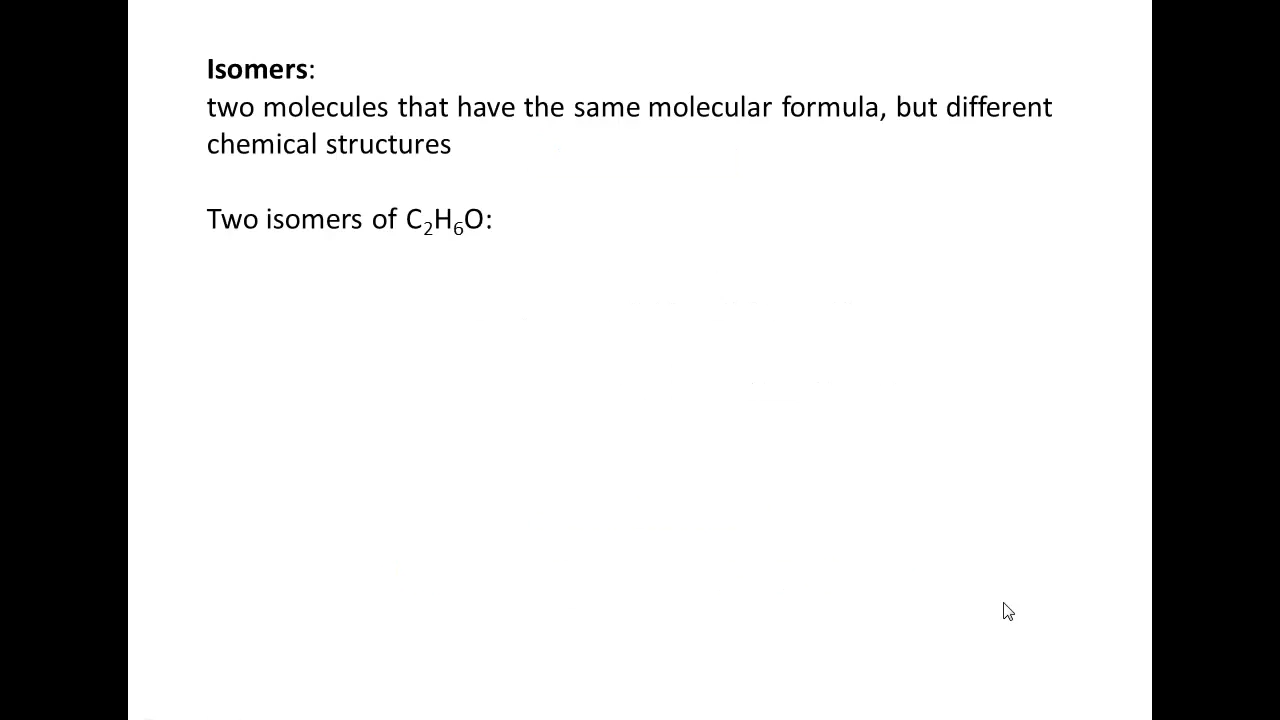 Isomers:
two molecules that have the same molecular formula, but different
chemical structures
Two isomers of C₂H₆O: